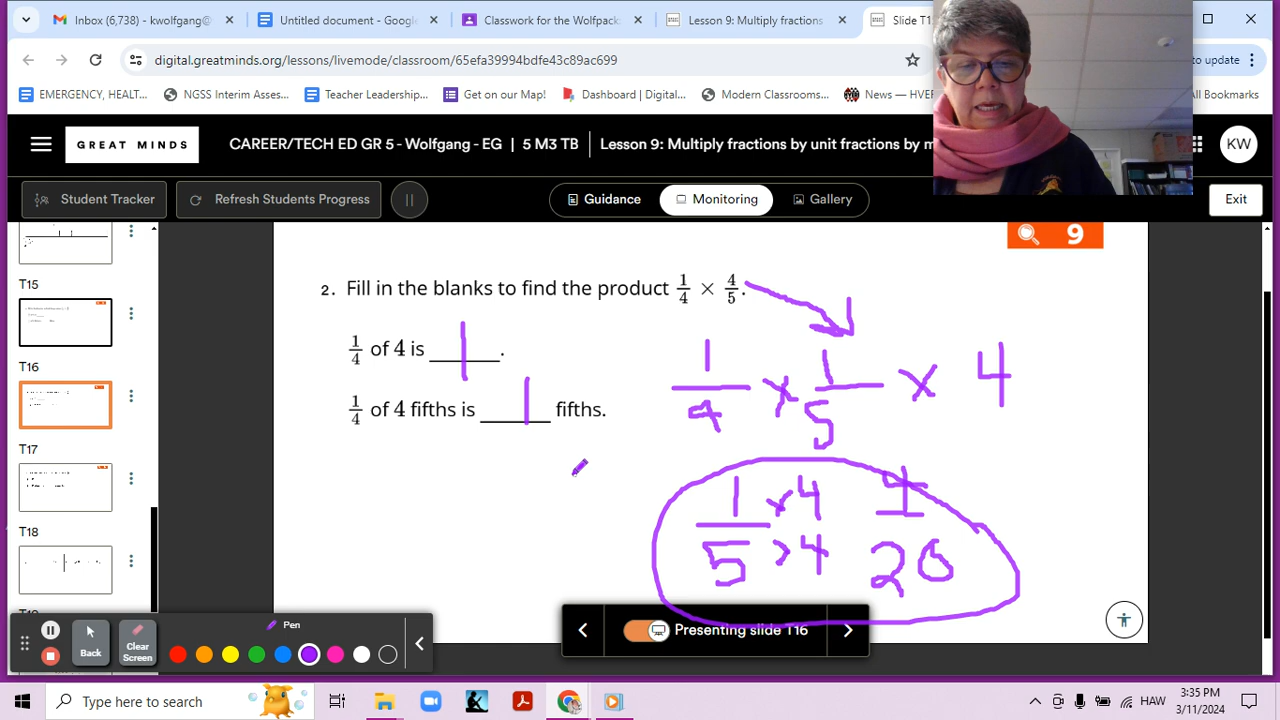 Inbox (6,738) - kwolfgang@
Untitled document - Google
Classwork for the Wolfpack
Lesson 9: Multiply fractions
Slide T1
digital.greatminds.org/lessons/livemode/classroom/65efa39994bdfe43c89ac699
to update
EMERGENCY, HEALT...
NGSS Interim Asses...
Teacher Leadership...
Get on our Map!
Dashboard | Digital...
Modern Classrooms...
News — HVER
All Bookmarks
GREAT MINDS
CAREER/TECH ED GR 5 - Wolfgang - EG | 5 M3 TB
Lesson 9: Multiply fractions by unit fractions by m
KW
Student Tracker
Refresh Students Progress
Guidance
Monitoring
Gallery
Exit
9
T15
T16
T17
T18
2. Fill in the blanks to find the product 1/4 × 4/5.
1/4 of 4 is 1.
1/4 of 4 fifths is 1 fifths.
1/4 x 1/5 x 4
1/5 x 4 x 4 4/20
Presenting slide T16
Pen
Back
Clear Screen
Type here to search
HAW
3:35 PM
3/11/2024